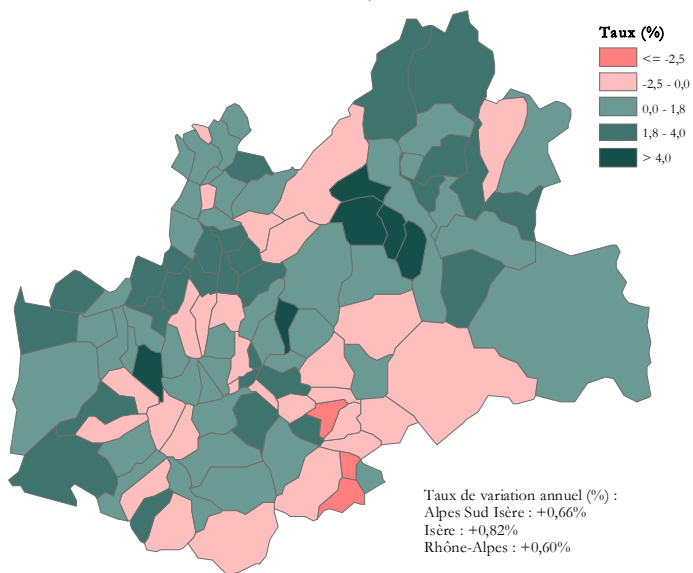 Taux (%)
<= -2,5
-2,5 - 0,0
0,0 - 1,8
1,8 - 4,0
> 4,0
Taux de variation annuel (%) :
Alpes Sud Isère : +0,66%
Isère : +0,82%
Rhône-Alpes : +0,60%